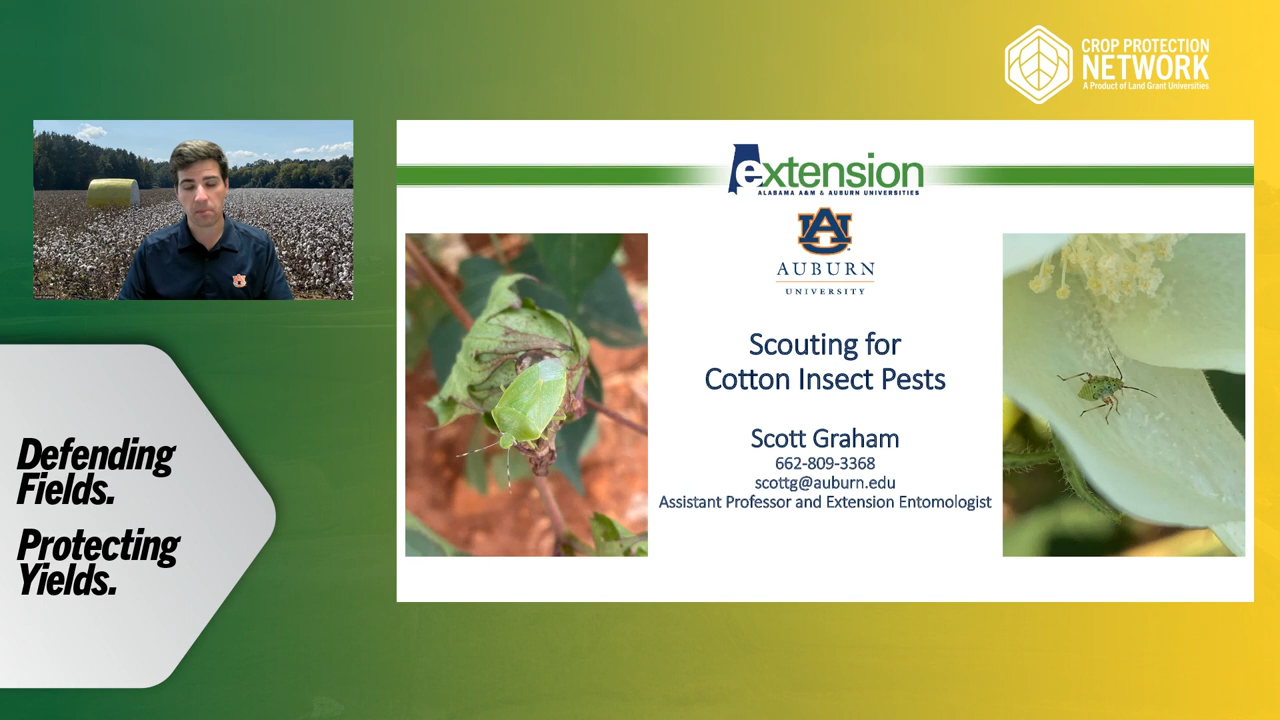 CROP PROTECTION
NETWORK
A Product of Land Grant Universities
extension
ALABAMA A&M & AUBURN UNIVERSITIES
AU
AUBURN
UNIVERSITY
Scouting for
Cotton Insect Pests
Scott Graham
662-809-3368
scottg@auburn.edu
Assistant Professor and Extension Entomologist
Defending
Fields.
Protecting
Yields.